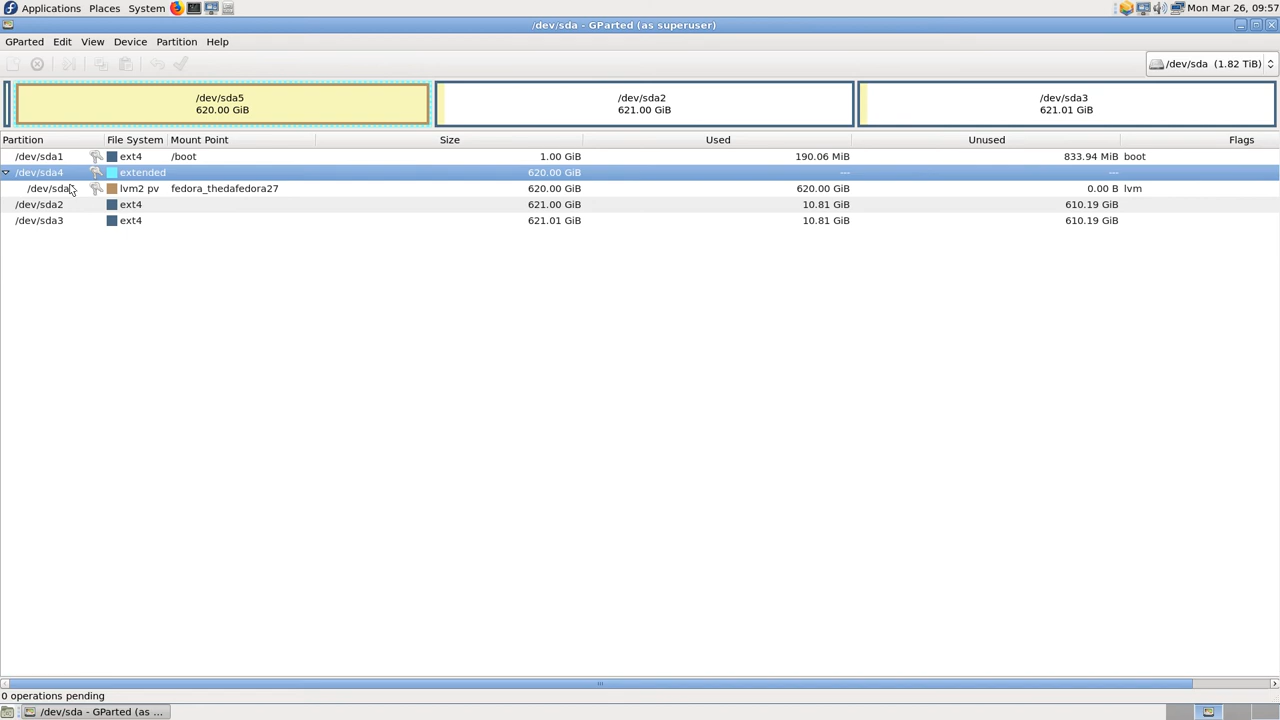 Applications Places System Mon Mar 26, 09:57
/dev/sda - GParted (as superuser)
GParted Edit View Device Partition Help
/dev/sda (1.82 TiB)
/dev/sda5 /dev/sda2 /dev/sda3
620.00 GiB 621.00 GiB 621.01 GiB
Partition File System Mount Point Size Used Unused Flags
/dev/sda1 ext4 /boot 1.00 GiB 190.06 MiB 833.94 MiB boot
/dev/sda4 extended 620.00 GiB --- ---
/dev/sda lvm2 pv fedora_thedafedora27 620.00 GiB 620.00 GiB 0.00 B lvm
/dev/sda2 ext4 621.00 GiB 10.81 GiB 610.19 GiB
/dev/sda3 ext4 621.01 GiB 10.81 GiB 610.19 GiB
0 operations pending
/dev/sda - GParted (as ...